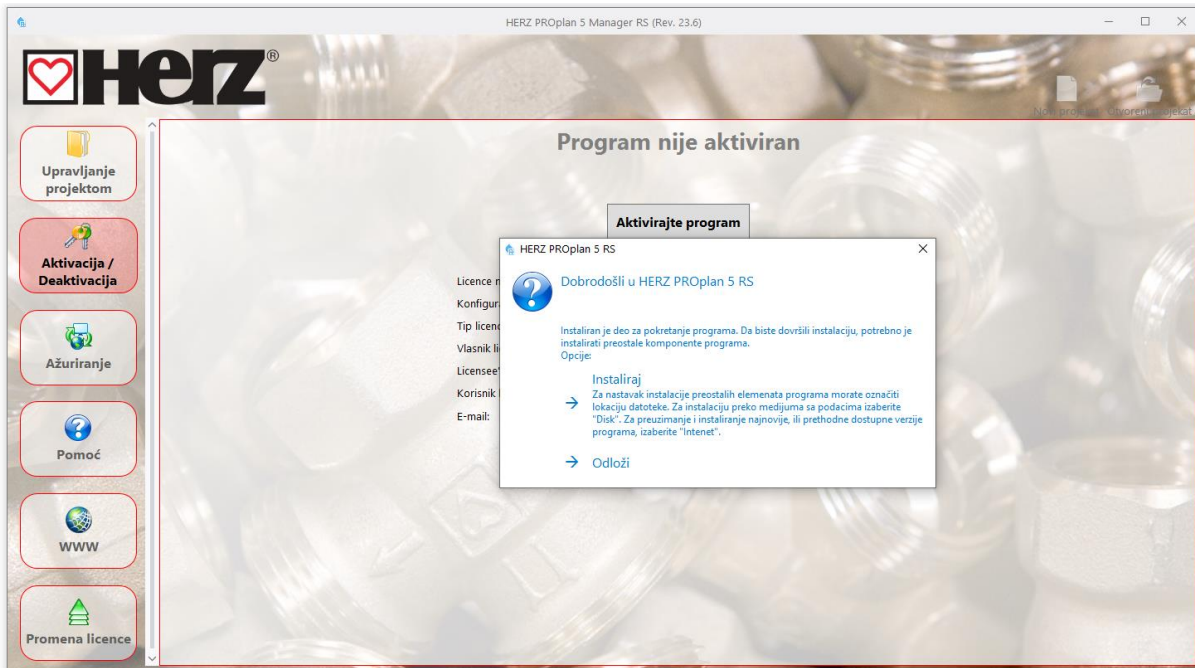 HERZ PROplan 5 Manager RS (Rev. 23.6)
Herz®
Otvoren
Program nije aktiviran
Upravljanje
projektom
Aktivirajte program
Aktivacija /
Deaktivacija
HERZ PROplan 5 RS
Dobrodošli u HERZ PROplan 5 RS
Licence
Tip
Vlasnik
E-mail:
Instaliran je deo za pokretanje programa. Da biste dovršili instalaciju, potrebno je
instalirati preostale komponente programa.
Opcije:
Instaliraj
Za nastavak instalacije preostalih elemenata programa morate označiti
lokaciju datoteke. Za instalaciju preko medijuma sa podacima izaberite
"Disk". Za preuzimanje i instaliranje najnovije, ili prethodne dostupne verzije
programa, izaberite "Intenet".
Odloži
Korisnik
Ažuriranje
Pomoć
WWW
Promena licence